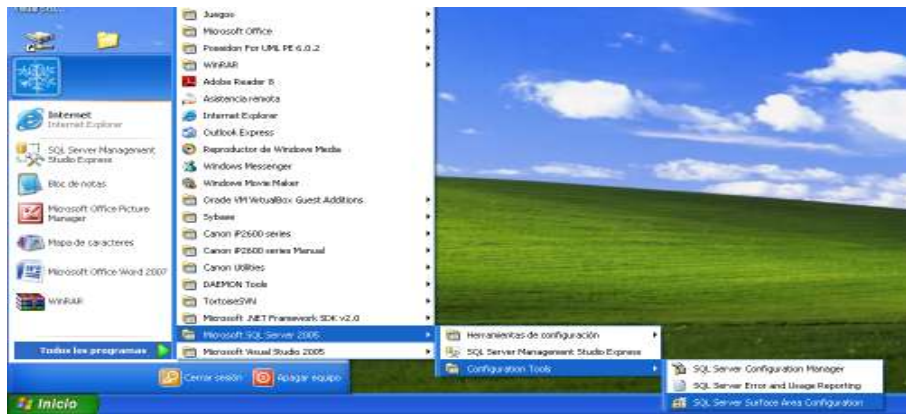 Internet
Internet Explorer
SQL Server Management
Studio Express
Bloc de notas
Microsoft Office Picture
Manager
Mapa de caracteres
Microsoft Office Word 2007
WinRAR
Todos los programas
Juegos
Microsoft Office
Poseidon For UML PE 6.0.2
WinRAR
Adobe Reader 8
Asistencia remota
Internet Explorer
Outlook Express
Reproductor de Windows Media
Windows Messenger
Windows Movie Maker
Oracle VM VirtualBox Guest Additions
Sybase
Canon iP2600 series
Canon iP2600 series Manual
Canon Utilities
DAEMON Tools
TortoiseSVN
Microsoft .NET Framework SDK v2.0
Microsoft SQL Server 2005
Microsoft Visual Studio 2005
Herramientas de configuración
SQL Server Management Studio Express
Configuration Tools
SQL Server Configuration Manager
SQL Server Error and Usage Reporting
SQL Server Surface Area Configuration
Cerrar sesión
Apagar equipo
Inicio